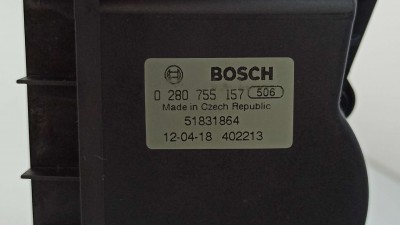 BOSCH
0 280 755 157 506
Made in Czech Republic
51831864
12-04-18 402213